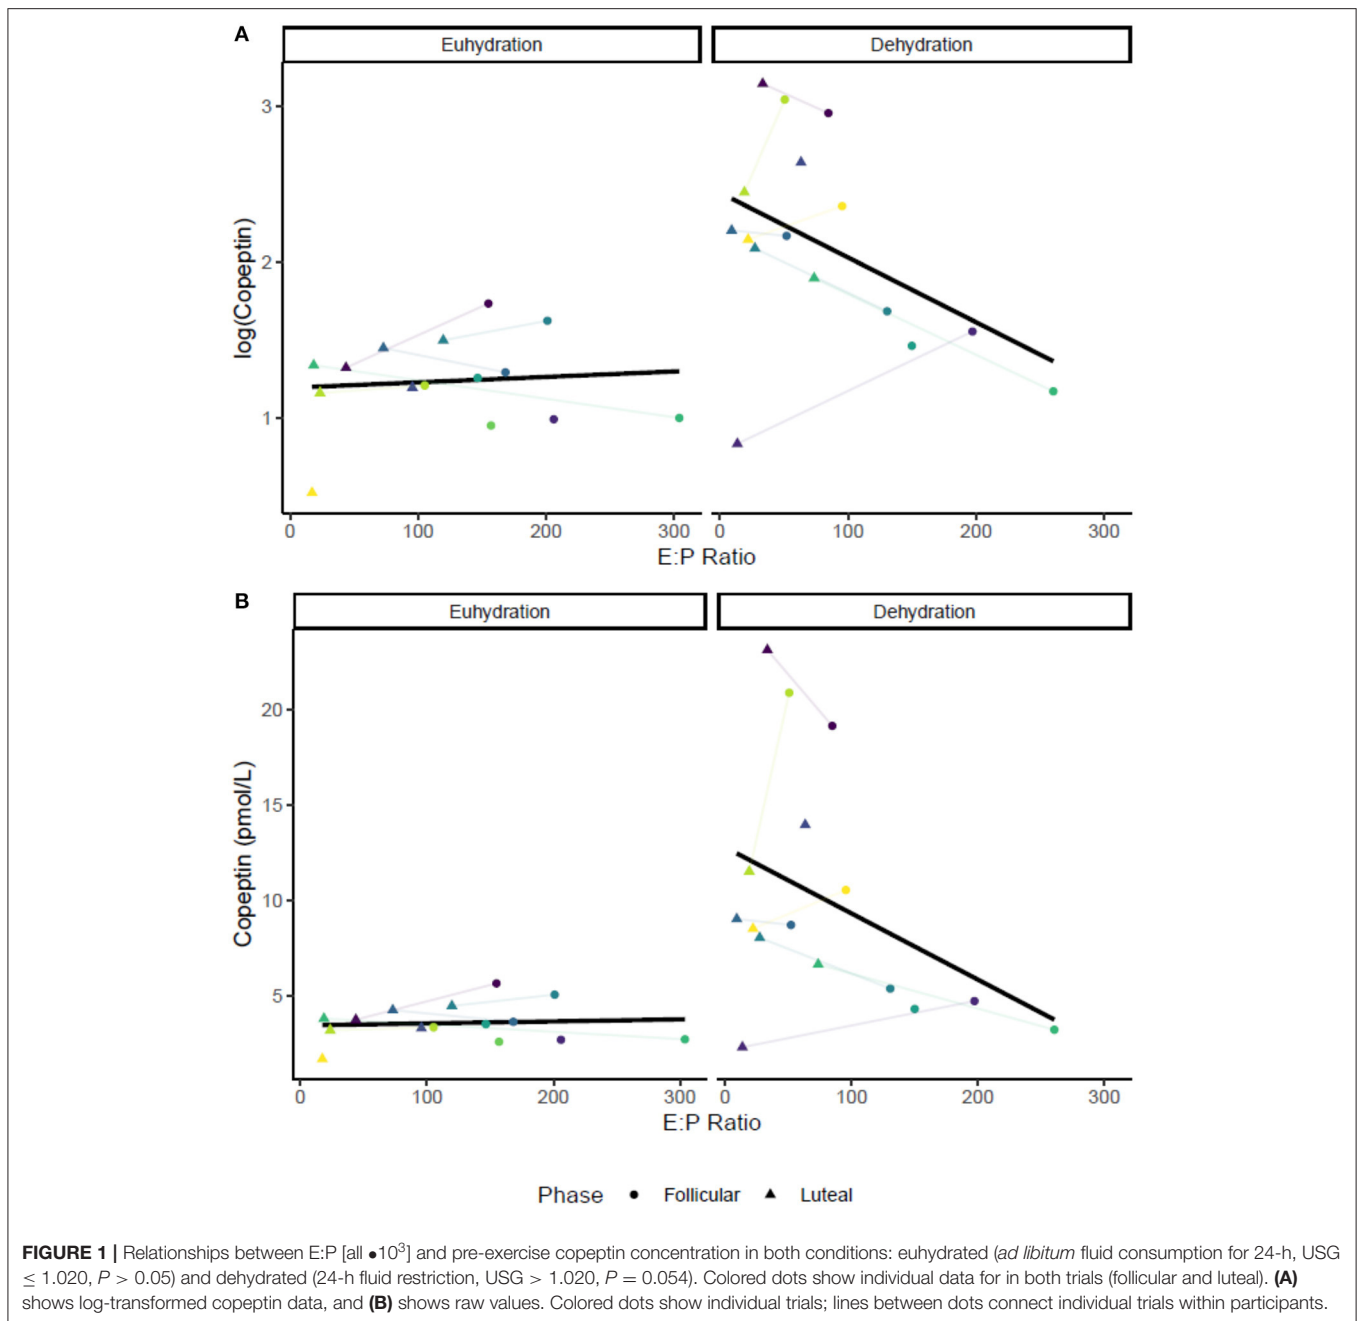 A
Euhydration
Dehydration
3
2
1
log(Copeptin)
0 100 200 300
0 100 200 300
E:P Ratio
B
Euhydration
Dehydration
20
15
10
5
Copeptin (pmol/L)
0 100 200 300
0 100 200 300
E:P Ratio
Phase ● Follicular ▲ Luteal
FIGURE 1 | Relationships between E:P [all ●10³] and pre-exercise copeptin concentration in both conditions: euhydrated (ad libitum fluid consumption for 24-h, USG
≤ 1.020, P > 0.05) and dehydrated (24-h fluid restriction, USG > 1.020, P = 0.054). Colored dots show individual data for in both trials (follicular and luteal). (A)
shows log-transformed copeptin data, and (B) shows raw values. Colored dots show individual trials; lines between dots connect individual trials within participants.